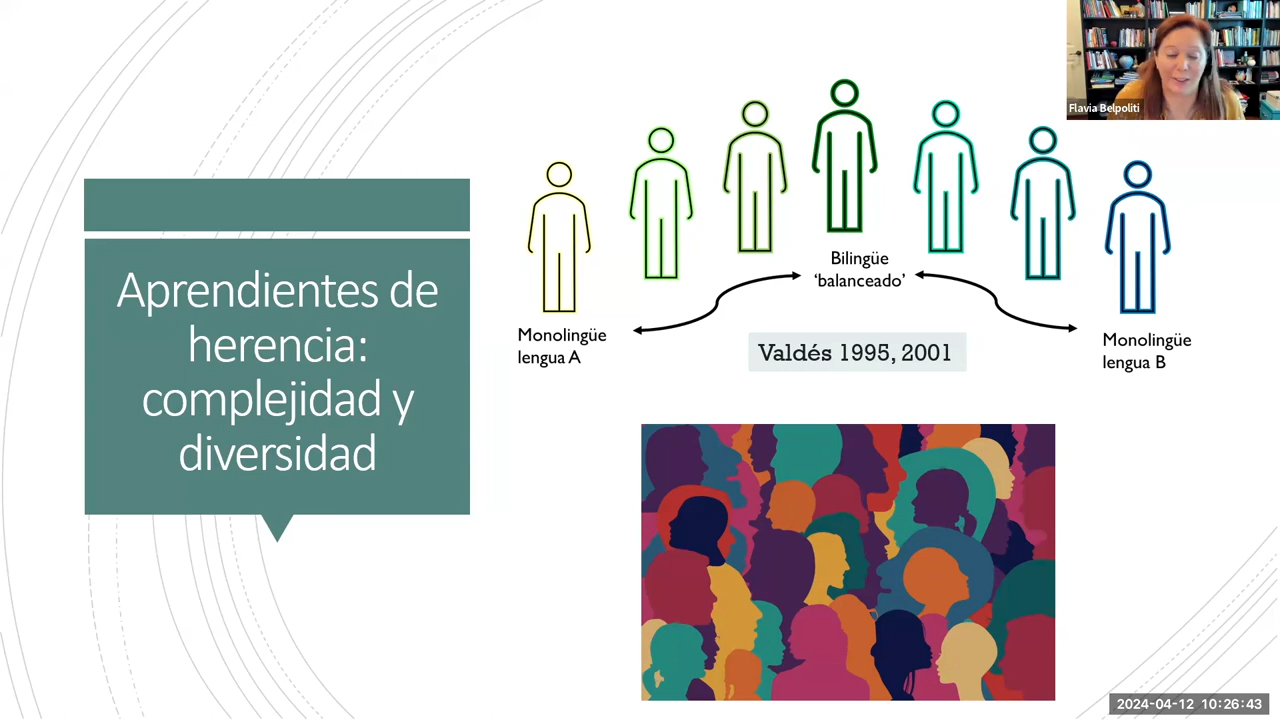 Flavia Belpoliti
Aprendientes de
herencia:
complejidad y
diversidad
Bilingüe
‘balanceado’
Monolingüe
lengua A
Monolingüe
lengua B
Valdés 1995, 2001
2024-04-12 10:26:43